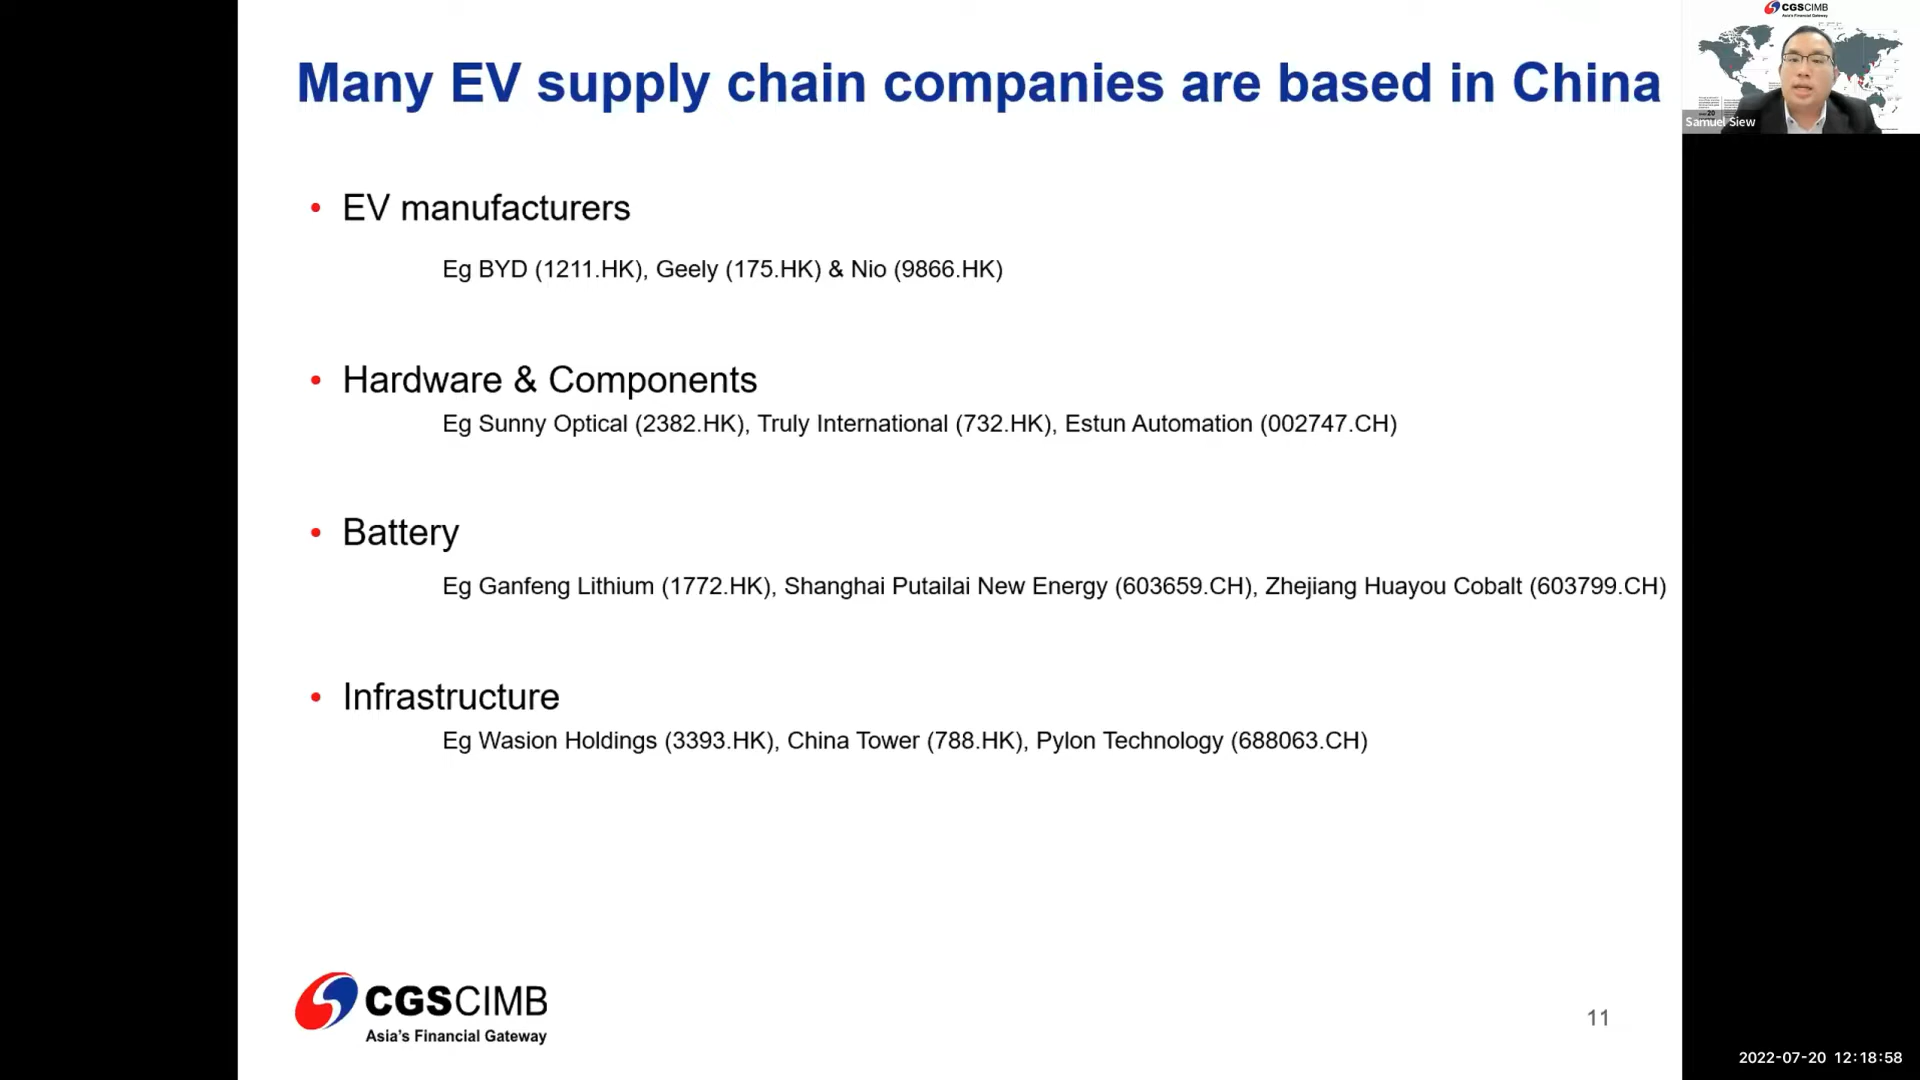 Many EV supply chain companies are based in China
• EV manufacturers
Eg BYD (1211.HK), Geely (175.HK) & Nio (9866.HK)
• Hardware & Components
Eg Sunny Optical (2382.HK), Truly International (732.HK), Estun Automation (002747.CH)
• Battery
Eg Ganfeng Lithium (1772.HK), Shanghai Putailai New Energy (603659.CH), Zhejiang Huayou Cobalt (603799.CH)
• Infrastructure
Eg Wasion Holdings (3393.HK), China Tower (788.HK), Pylon Technology (688063.CH)
CGSCIMB
Asia's Financial Gateway
11
CGSCIMB
Asia's Financial Gateway
Samuel Siew
2022-07-20 12:18:58